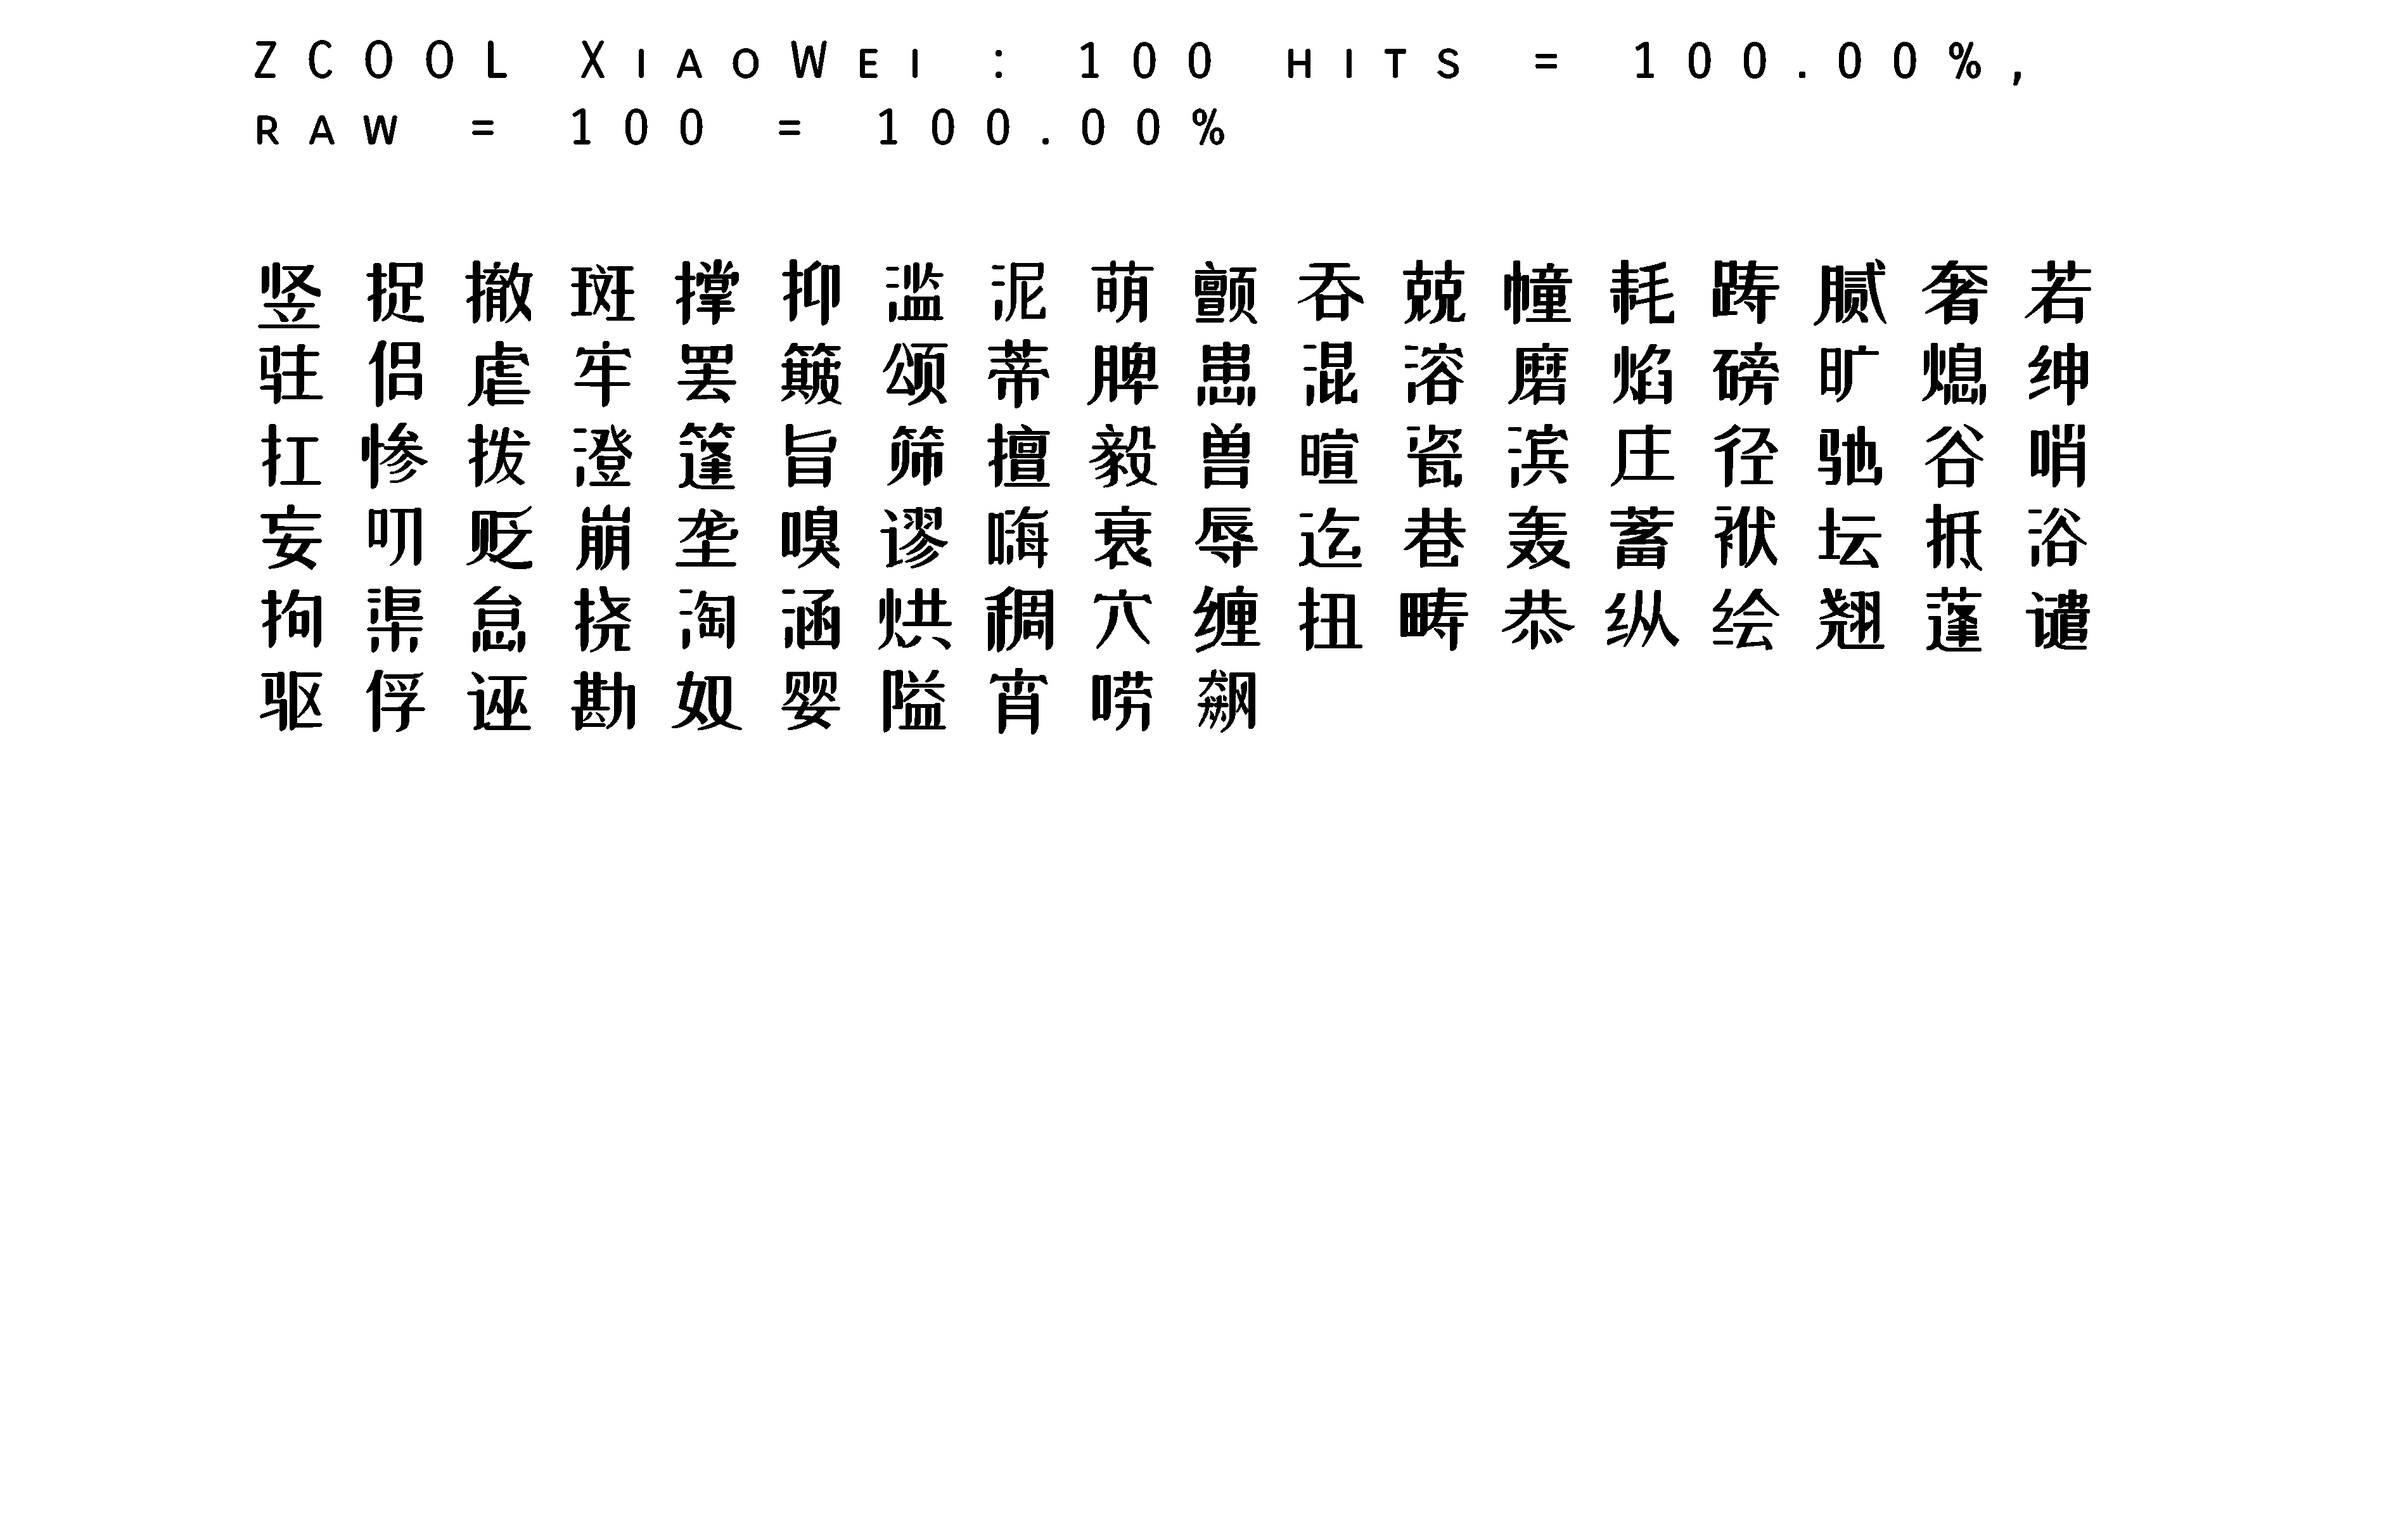 ZCOOL XiaoWei : 100 hits = 100.00%,
raw = 100 = 100.00%
竖捉撤斑撑抑滥泥萌颤吞兢幢耗踌腻奢若
驻侣虐牢罢簸颂蒂脾患混溶磨焰磅旷熄绅
扛惨拨澄篷旨筛擅毅兽暄瓷滨庄径驰谷哨
妄叨贬崩垄嗅谬嗨衰辱迄巷轰蓄袱坛抵浴
拘渠怠挠淘涵烘稠穴缠扭畴恭纵绘翘蓬谴
驱俘诬勘奴婴隘宵唠飙